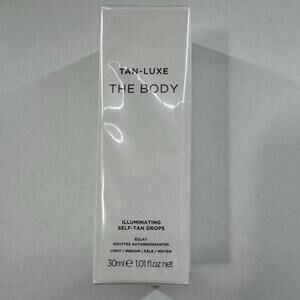 TAN-LUXE
THE BODY
ILLUMINATING
SELF-TAN DROPS
ÉCLAT
GOUTTES AUTOBRONZANTES
LIGHT / MEDIUM / PÂLE / MOYEN
30ml ℮ 1.01 fl.oz net